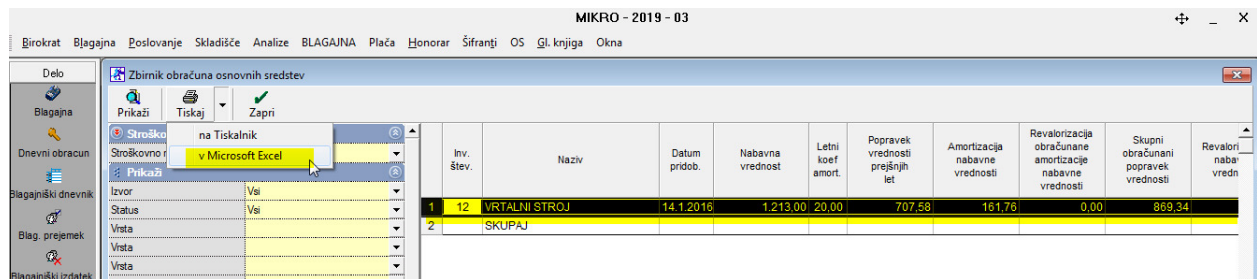 MIKRO - 2019 - 03
Birokrat Blagajna Poslovanje Skladišče Analize BLAGAJNA Plača Honorar Šifranti OS Gl. knjiga Okna
Delo
Blagajna
Dnevni obracun
Blagajniški dnevnik
Blag. prejemek
Blagajniški izdatek
Zbirnik obračuna osnovnih sredstev
Prikaži Tiskaj Zapri
na Tiskalnik
v Microsoft Excel
Stroško
Stroškovno
Prikaži
Izvor Vsi
Status Vsi
Vrsta
Vrsta
Vrsta
Inv. štev. Naziv Datum pridob. Nabavna vrednost Letni koef amort. Popravek vrednosti prejšnjih let Amortizacija nabavne vrednosti Revalorizacija obračunane amortizacije nabavne vrednosti Skupni obračunani popravek vrednosti
1 12 VRTALNI STROJ 14.1.2016 1.213,00 20,00 707,58 161,76 0,00 869,34
2 SKUPAJ